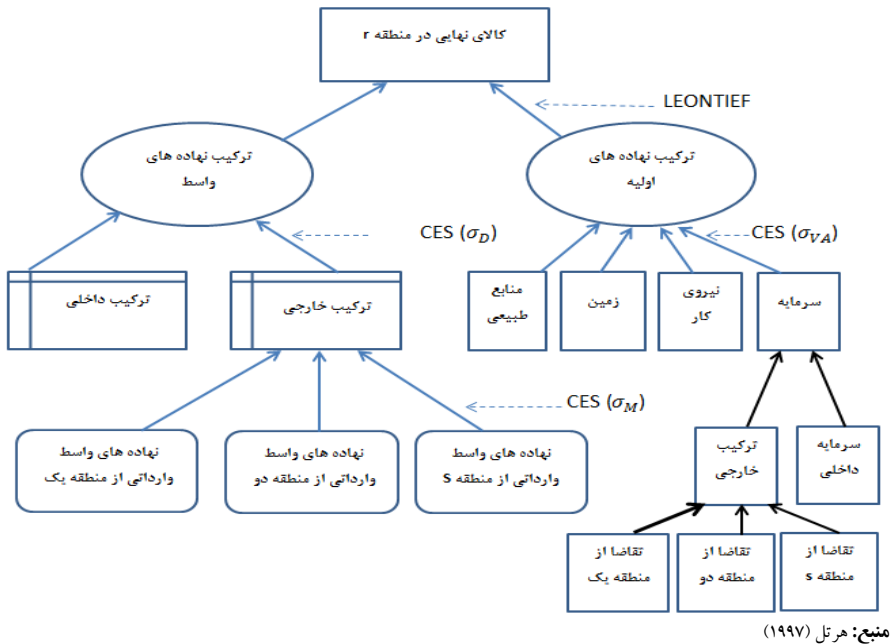 کالای نهایی در منطقه r
LEONTIEF
ترکیب نهاده های
واسط
ترکیب نهاده های
اولیه
CES (σ_D)
CES (σ_VA)
ترکیب داخلی
ترکیب خارجی
منابع
طبیعی
زمین
نیروی
کار
سرمایه
CES (σ_M)
نهاده های واسط
وارداتی از منطقه یک
نهاده های واسط
وارداتی از منطقه دو
نهاده های واسط
وارداتی از منطقه S
ترکیب
خارجی
سرمایه
داخلی
تقاضا از
منطقه یک
تقاضا از
منطقه دو
تقاضا از
منطقه s
منبع: هرتل (۱۹۹۷)